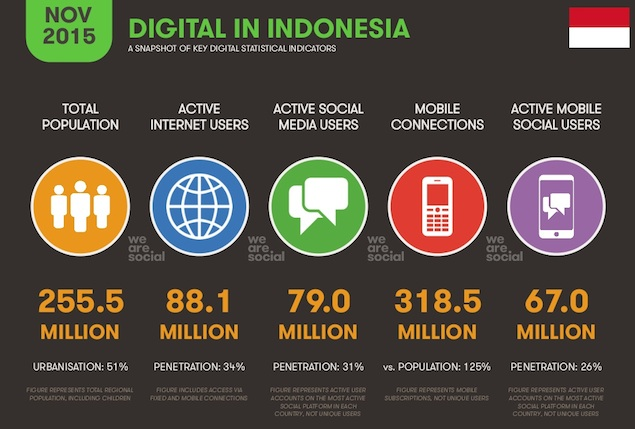 NOV
2015
DIGITAL IN INDONESIA
A SNAPSHOT OF KEY DIGITAL STATISTICAL INDICATORS
TOTAL
POPULATION
ACTIVE
INTERNET USERS
ACTIVE SOCIAL
MEDIA USERS
MOBILE
CONNECTIONS
ACTIVE MOBILE
SOCIAL USERS
we
are
social
we
are
social
we
are
social
we
are
social
255.5
MILLION
88.1
MILLION
79.0
MILLION
318.5
MILLION
67.0
MILLION
URBANISATION: 51%
PENETRATION: 34%
PENETRATION: 31%
vs. POPULATION: 125%
PENETRATION: 26%
FIGURE REPRESENTS TOTAL REGIONAL
POPULATION, INCLUDING CHILDREN
FIGURE INCLUDES ACCESS VIA
FIXED AND MOBILE CONNECTIONS
FIGURE REPRESENTS ACTIVE USER
ACCOUNTS ON THE MOST ACTIVE
SOCIAL PLATFORM IN EACH
COUNTRY, NOT UNIQUE USERS
FIGURE REPRESENTS MOBILE
SUBSCRIPTIONS, NOT UNIQUE USERS
FIGURE REPRESENTS ACTIVE USER
ACCOUNTS ON THE MOST ACTIVE
SOCIAL PLATFORM IN EACH
COUNTRY, NOT UNIQUE USERS